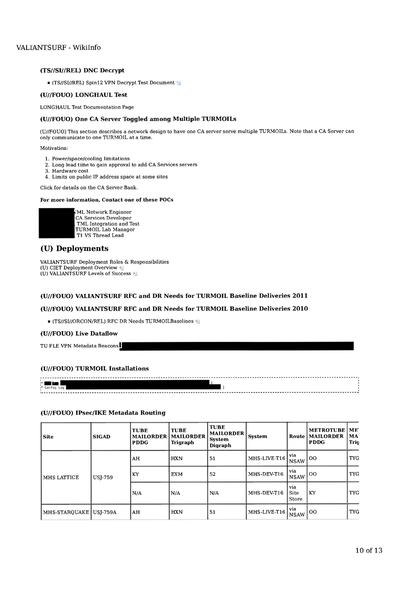 VALIANTSURF - WikiInfo
(TS//SI//REL) DNC Decrypt
(TS//SI//REL) Spin12 VPN Decrypt Test Document
(U//FOUO) LONGHAUL Test
LONGHAUL Test Documentation Page
(U//FOUO) One CA Server Toggled among Multiple TURMOILs
(U//FOUO) This section describes a network design to have one CA server serve multiple TURMOILs. Note that a CA Server can
only communicate to one TURMOIL at a time.
Motivation:
1. Power/space/cooling limitations
2. Long lead time to gain approval to add CA Services servers
3. Hardware cost
4. Limits on public IP address space at some sites
Click for details on the CA Server Bank.
For more information, Contact one of these POCs
TML Network Engineer
CA Services Developer
TML Integration and Test
TURMOIL Lab Manager
T1 VS Thread Lead
(U) Deployments
VALIANTSURF Deployment Roles & Responsibilities
(U) CIET Deployment Overview
(U) VALIANTSURF Levels of Success
(U//FOUO) VALIANTSURF RFC and DR Needs for TURMOIL Baseline Deliveries 2011
(U//FOUO) VALIANTSURF RFC and DR Needs for TURMOIL Baseline Deliveries 2010
(TS//SI//ORCON/REL) RFC DR Needs TURMOILBaselines
(U//FOUO) Live Dataflow
TU FLE VPN Metadata Beacons
(U//FOUO) TURMOIL Installations
(U//FOUO) IPsec/IKE Metadata Routing
Site SIGAD TUBE MAILORDER PDDG TUBE MAILORDER Trigraph TUBE MAILORDER System Digraph System Route METROTUBE MAILORDER PDDG
MHS LATTICE USJ-759 AH HXN 51 MHS-LIVE-T16 via NSAW OO TYG
KY EXM 52 MHS-DEV-T16 via NSAW OO TYG
N/A N/A N/A MHS-DEV-T16 via Site Store KY TYG
MHS-STARQUAKE USJ-759A AH HXN 51 MHS-LIVE-T16 via NSAW OO TYG
10 of 13